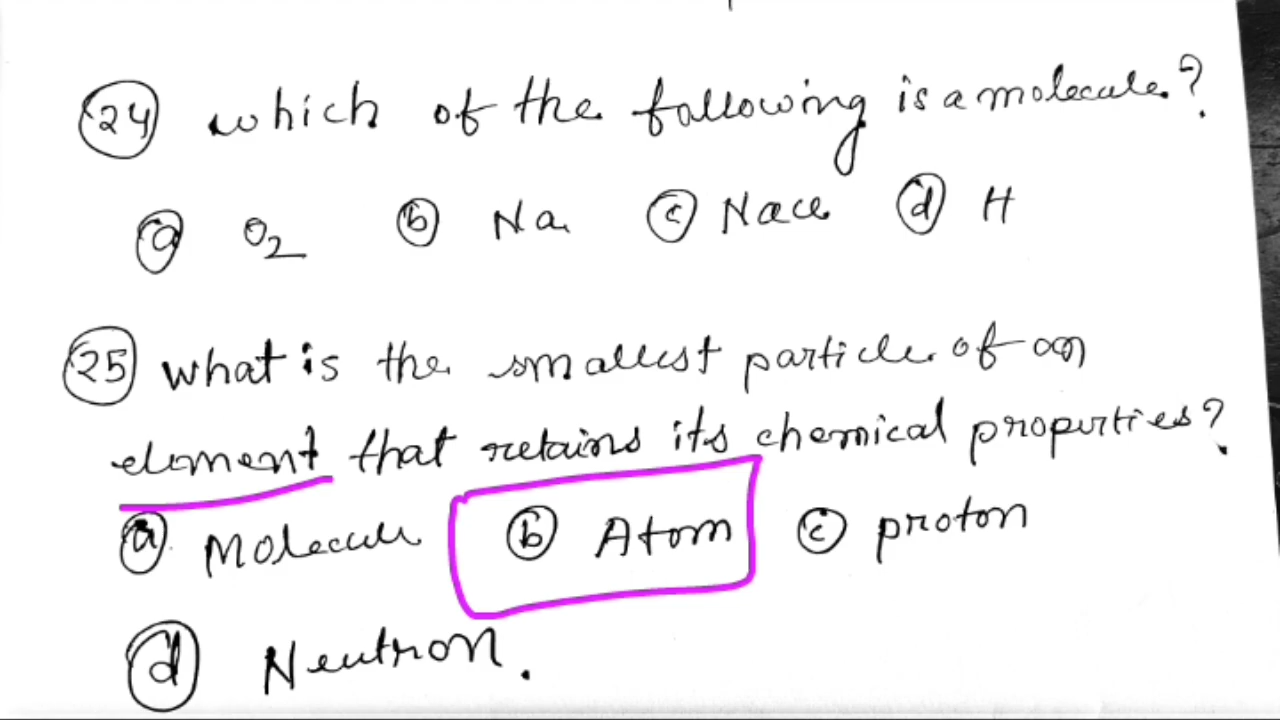 24 which of the following is a molecule?
a O2 b Na c NaCl d H
25 what is the smallest particle of an
element that retains its chemical properties?
a Molecule b Atom c proton
d Neutron.